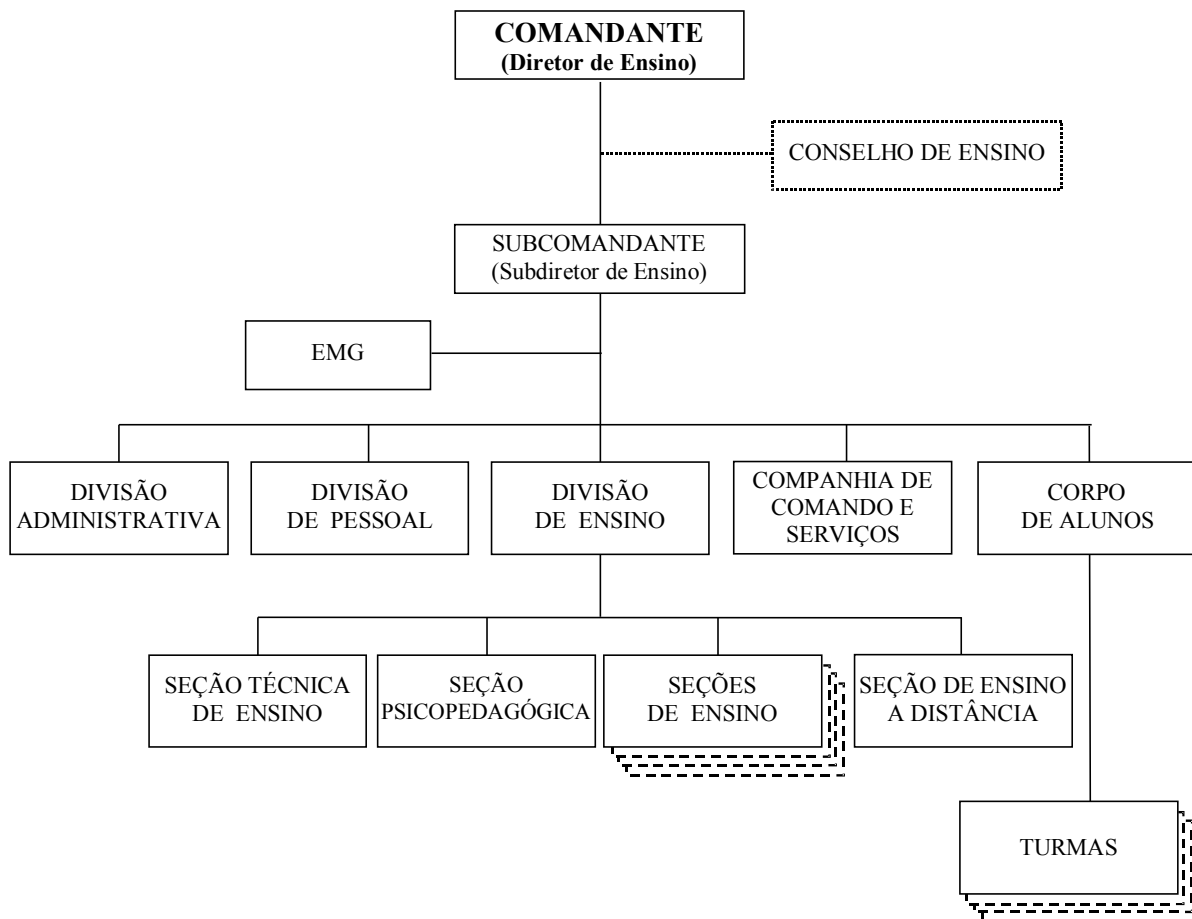 COMANDANTE
(Diretor de Ensino)
CONSELHO DE ENSINO
SUBCOMANDANTE
(Subdiretor de Ensino)
EMG
DIVISÃO
ADMINISTRATIVA
DIVISÃO
DE PESSOAL
DIVISÃO
DE ENSINO
COMPANHIA DE
COMANDO E
SERVIÇOS
CORPO
DE ALUNOS
SEÇÃO TÉCNICA
DE ENSINO
SEÇÃO
PSICOPEDAGÓGICA
SEÇÕES
DE ENSINO
SEÇÃO DE ENSINO
A DISTÂNCIA
TURMAS